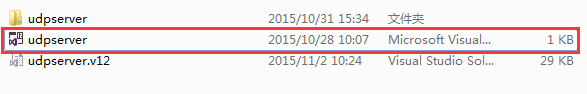 udpserver 2015/10/31 15:34 文件夹
udpserver 2015/10/28 10:07 Microsoft Visual... 1 KB
udpserver.v12 2015/11/2 10:24 Visual Studio Sol... 29 KB